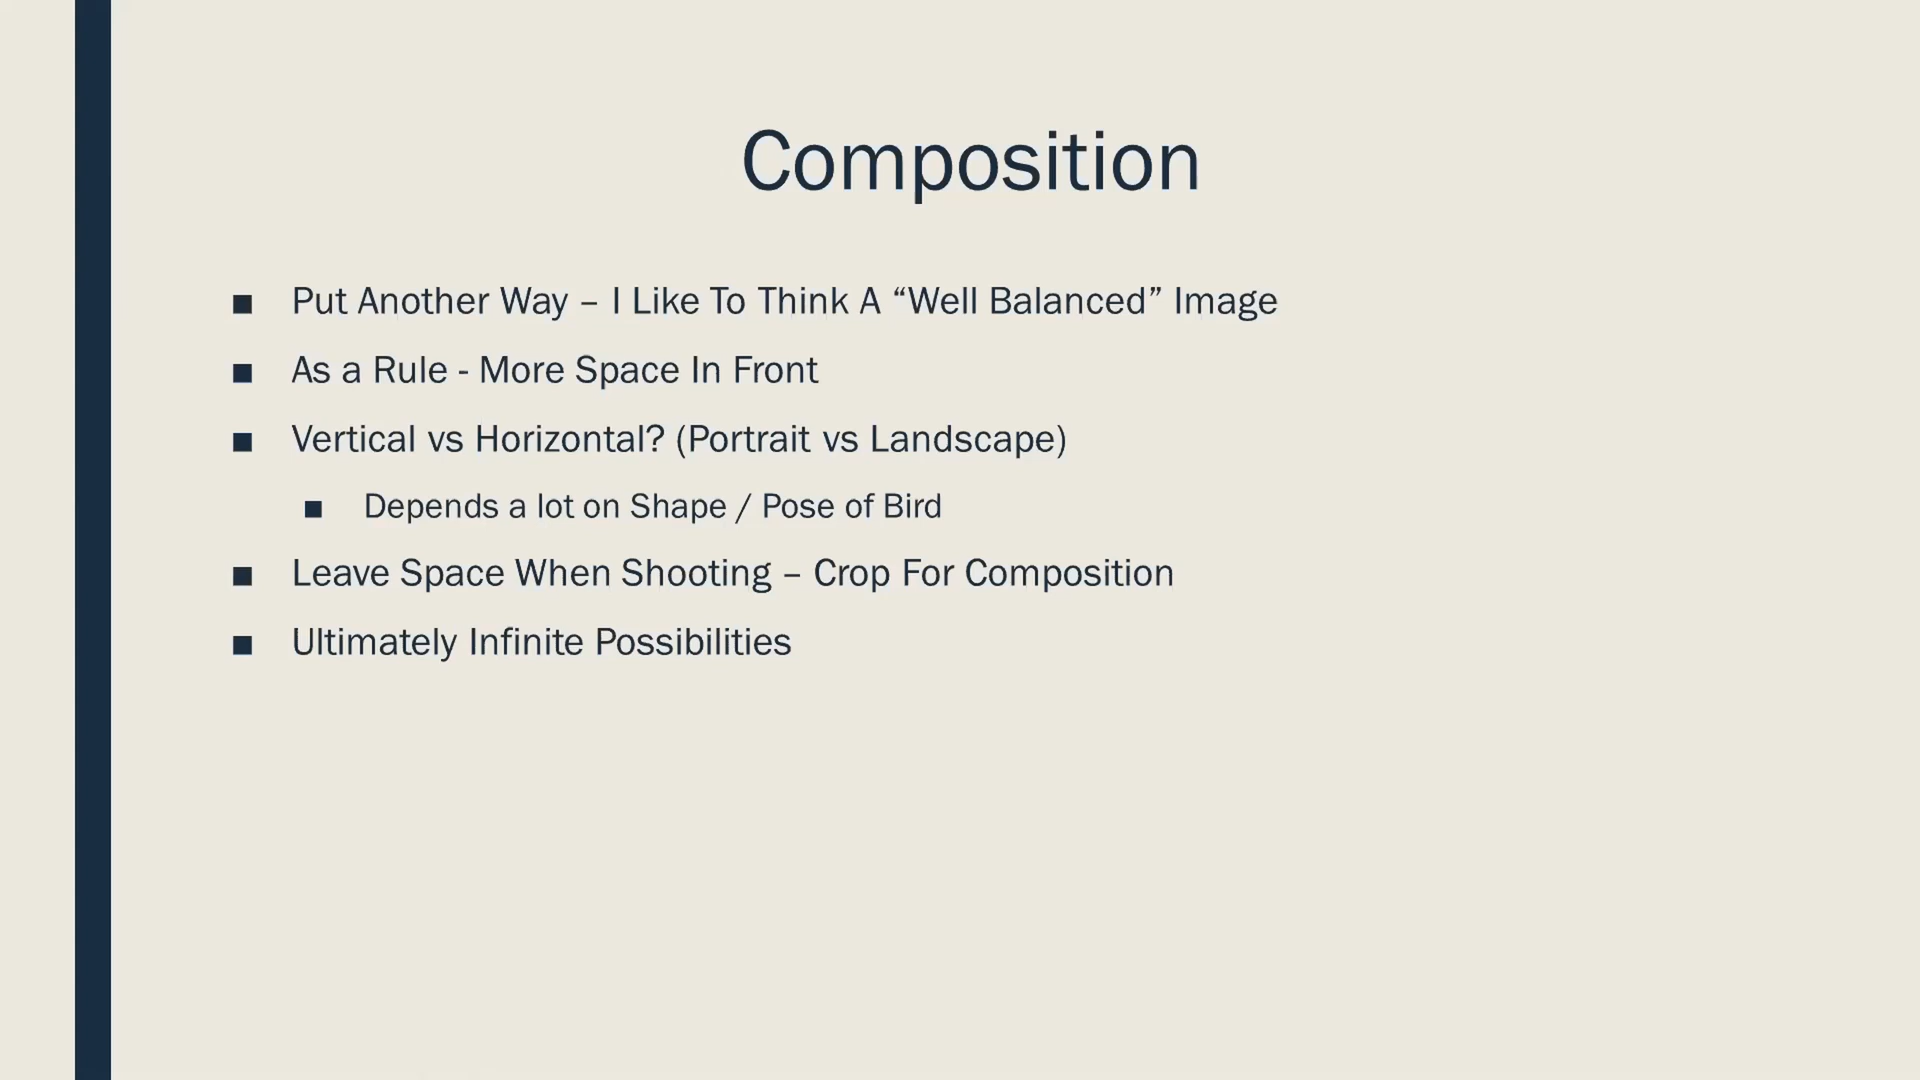 Composition
■ Put Another Way – I Like To Think A “Well Balanced” Image
■ As a Rule - More Space In Front
■ Vertical vs Horizontal? (Portrait vs Landscape)
■ Depends a lot on Shape / Pose of Bird
■ Leave Space When Shooting – Crop For Composition
■ Ultimately Infinite Possibilities